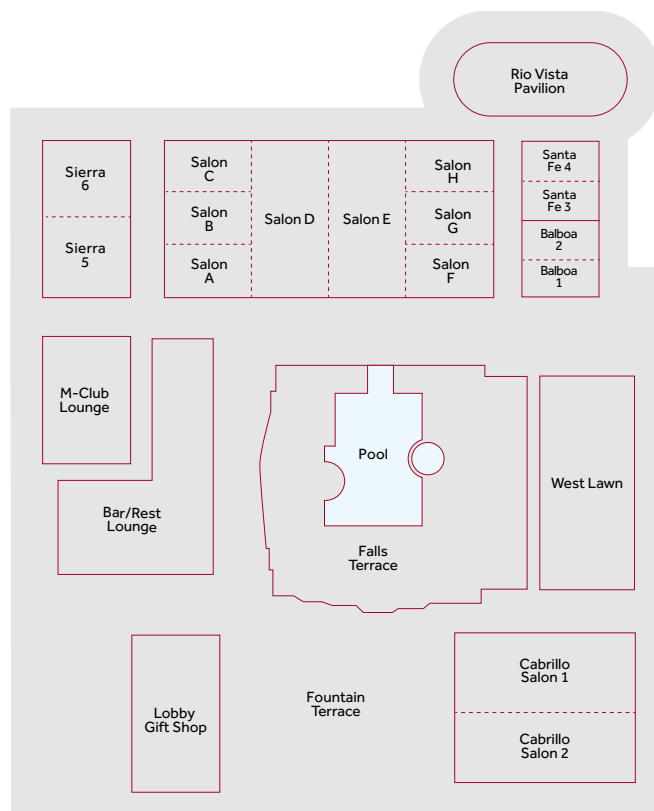 Rio Vista
Pavilion
Sierra
6
Sierra
5
Salon
C
Salon
B
Salon
A
Salon D
Salon E
Salon
H
Salon
G
Salon
F
Santa
Fe 4
Santa
Fe 3
Balboa
2
Balboa
1
M-Club
Lounge
Bar/Rest
Lounge
Pool
Falls
Terrace
West Lawn
Lobby
Gift Shop
Fountain
Terrace
Cabrillo
Salon 1
Cabrillo
Salon 2